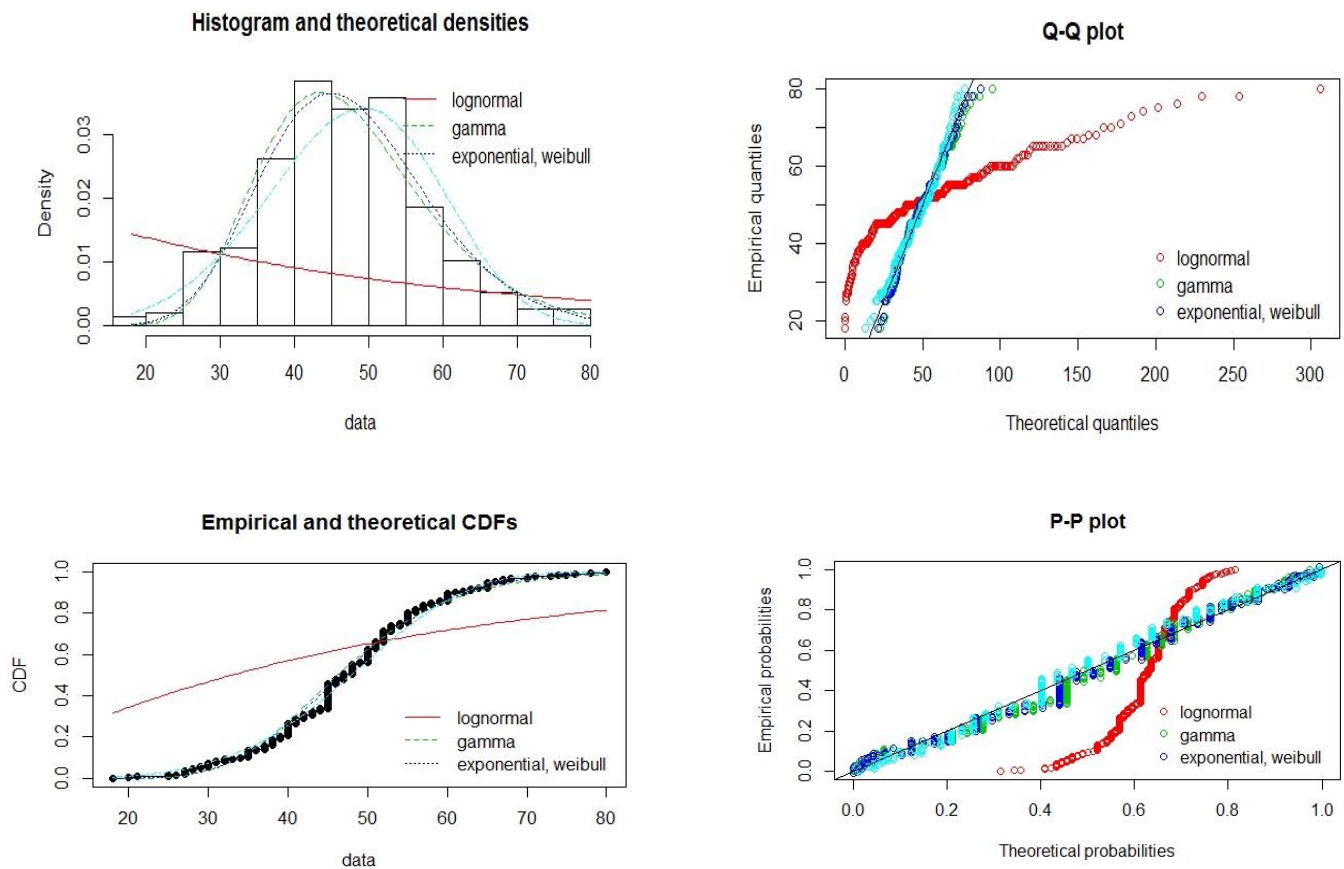 Histogram and theoretical densities
Density
0.00 0.01 0.02 0.03
lognormal
gamma
exponential, weibull
20 30 40 50 60 70 80
data
Q-Q plot
Empirical quantiles
20 40 60 80
lognormal
gamma
exponential, weibull
0 50 100 150 200 250 300
Theoretical quantiles
Empirical and theoretical CDFs
CDF
0.0 0.2 0.4 0.6 0.8 1.0
lognormal
gamma
exponential, weibull
20 30 40 50 60 70 80
data
P-P plot
Empirical probabilities
0.0 0.2 0.4 0.6 0.8 1.0
lognormal
gamma
exponential, weibull
0.0 0.2 0.4 0.6 0.8 1.0
Theoretical probabilities